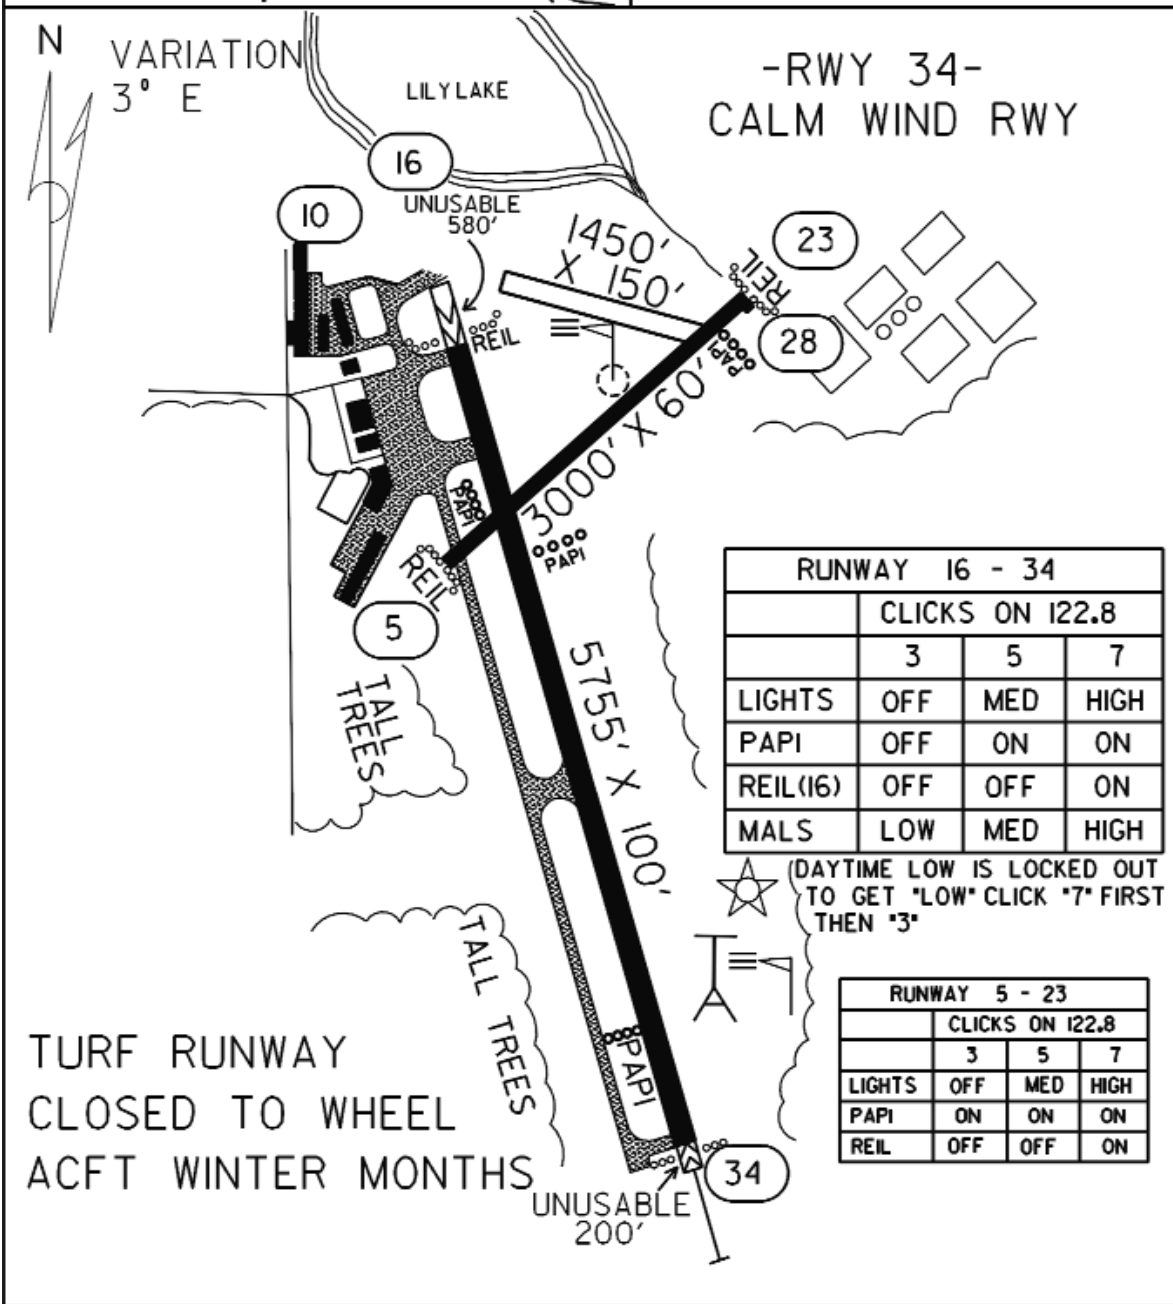 N
VARIATION
3° E
LILY LAKE
-RWY 34-
CALM WIND RWY
16
10
UNUSABLE
580'
1450'
X 150'
REIL
23
28
PAPI
REIL
3000' X 60'
PAPI
PAPI
REIL
5
TALL
TREES
5755' X 100'
RUNWAY 16 - 34
CLICKS ON 122.8
3 5 7
LIGHTS OFF MED HIGH
PAPI OFF ON ON
REIL(16) OFF OFF ON
MALS LOW MED HIGH
DAYTIME LOW IS LOCKED OUT
TO GET "LOW" CLICK "7" FIRST
THEN "3"
TALL TREES
PAPI
RUNWAY 5 - 23
CLICKS ON 122.8
3 5 7
LIGHTS OFF MED HIGH
PAPI ON ON ON
REIL OFF OFF ON
TURF RUNWAY
CLOSED TO WHEEL
ACFT WINTER MONTHS
34
UNUSABLE
200'